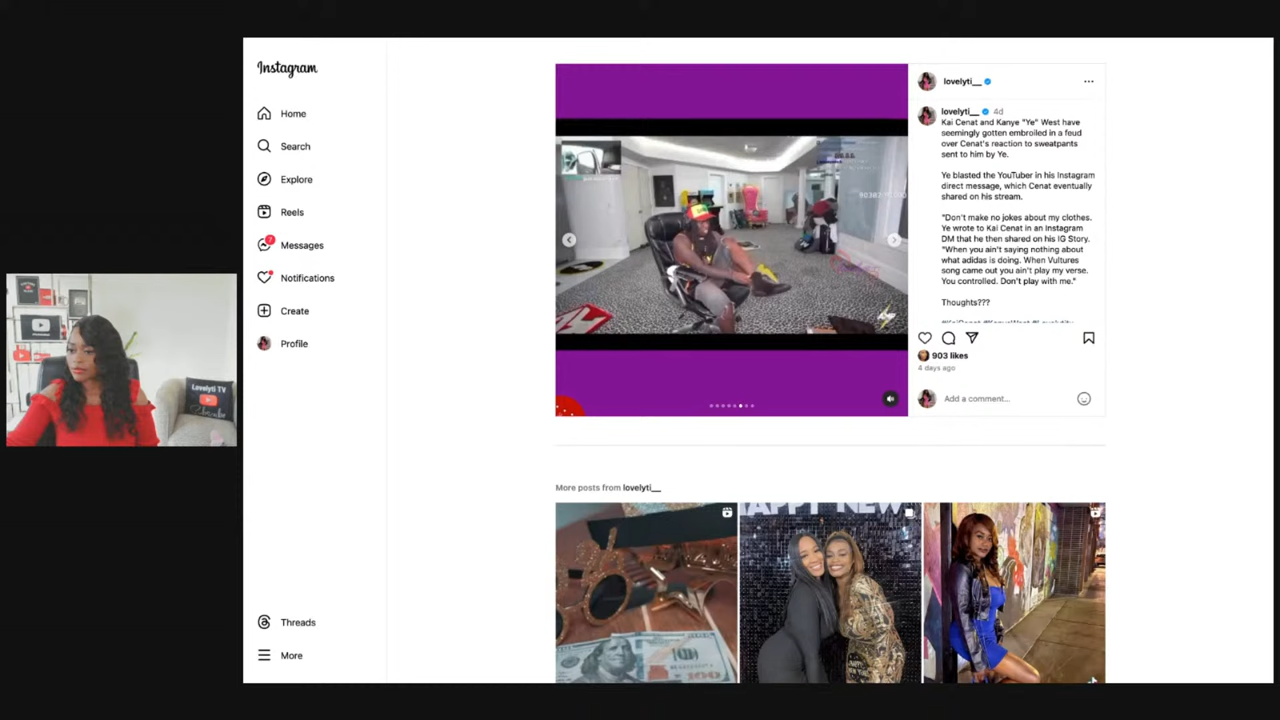 Instagram
Home
Search
Explore
Reels
7
Messages
Notifications
Create
Profile
Threads
More
Lovelyti TV
lovelyti__
lovelyti__ 4d
Kai Cenat and Kanye "Ye" West have
seemingly gotten embroiled in a feud
over Cenat's reaction to sweatpants
sent to him by Ye.
Ye blasted the YouTuber in his Instagram
direct message, which Cenat eventually
shared on his stream.
"Don't make no jokes about my clothes.
Ye wrote to Kai Cenat in an Instagram
DM that he then shared on his IG Story.
"When you ain't saying nothing about
what adidas is doing. When Vultures
song came out you ain't play my verse.
You controlled. Don't play with me."
Thoughts???
903 likes
4 days ago
Add a comment...
More posts from lovelyti__